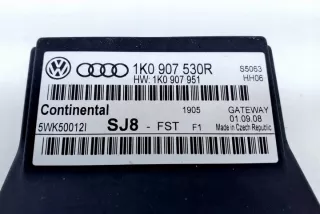 1K0 907 530R S5063
HW: 1K0 907 951 HH06
Continental 1905 GATEWAY
5WK50012I SJ8 - FST F1 01.09.08
Made in Czech Republic